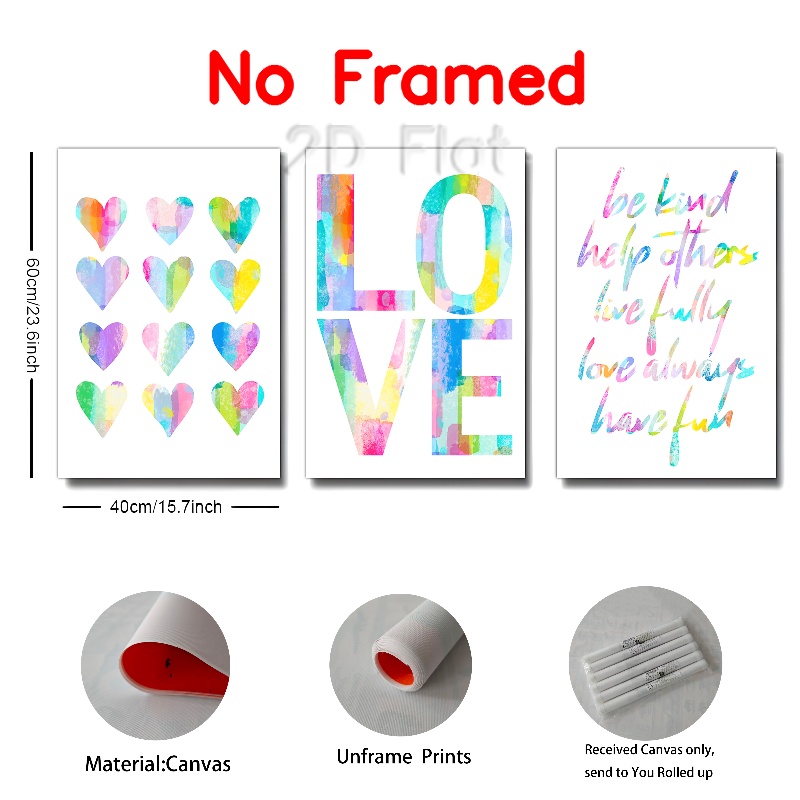 No Framed
2D Flat
60cm/23.6inch
40cm/15.7inch
LO
VE
be kind
help others
live fully
love always
have fun
Material:Canvas
Unframe Prints
Received Canvas only,
send to You Rolled up